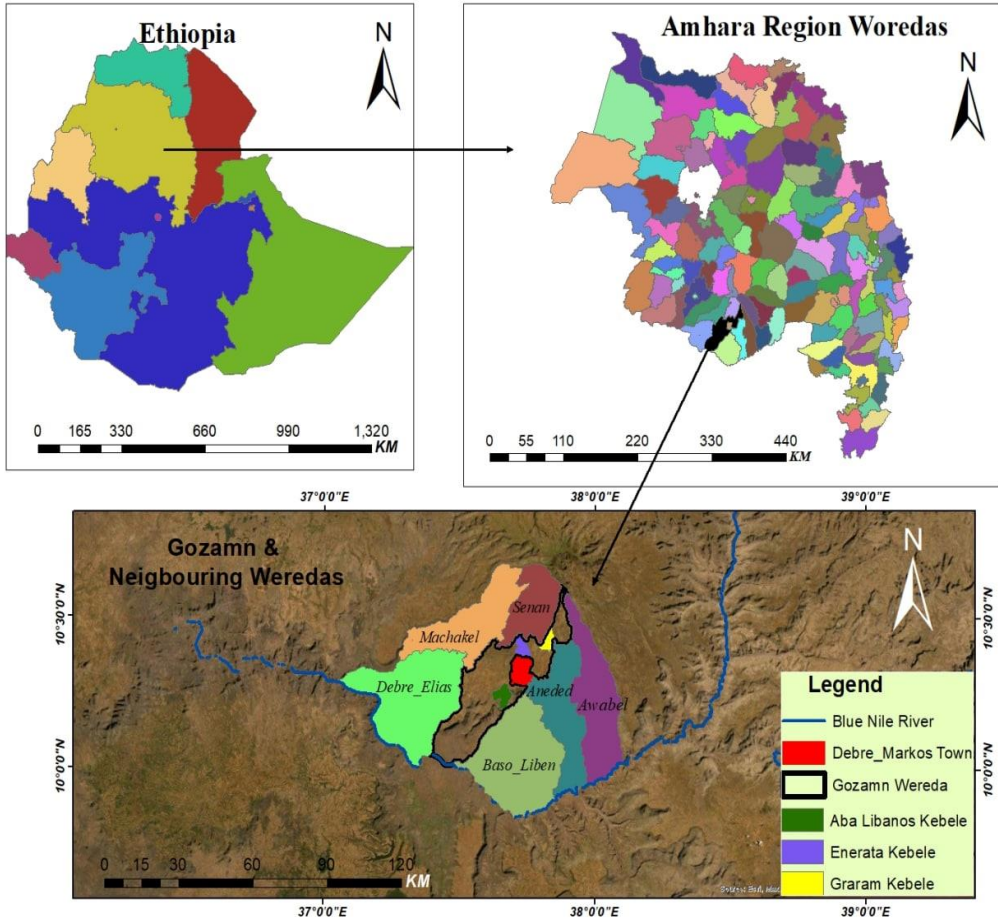 Ethiopia
N
0 165 330 660 990 1,320
KM
Amhara Region Woredas
N
0 55 110 220 330 440
KM
37°0'0"E 38°0'0"E 39°0'0"E
Gozamn &
Neigbouring Weredas
N
10°30'0"N
10°30'0"N
Senan
Machakel
Debre_Elias
Aneded
Awabel
Baso_Liben
10°0'0"N
10°0'0"N
Legend
Blue Nile River
Debre_Markos Town
Gozamn Wereda
Aba Libanos Kebele
Enerata Kebele
Graram Kebele
0 15 30 60 90 120
KM
37°0'0"E 38°0'0"E 39°0'0"E